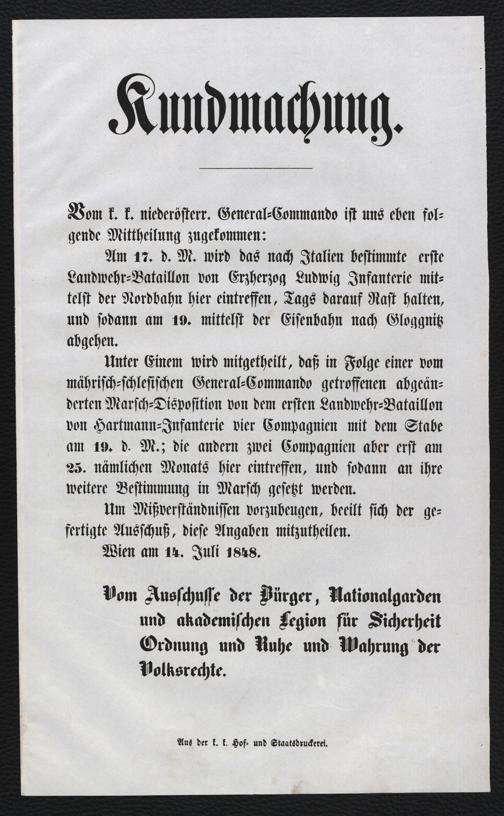 Kundmachung.
Vom k. k. niederösterr. General-Commando ist uns eben fol-
gende Mittheilung zugekommen:
Am 17. d. M. wird das nach Italien bestimmte erste
Landwehr-Bataillon von Erzherzog Ludwig Infanterie mit-
telst der Nordbahn hier eintreffen, Tags darauf Rast halten,
und sodann am 19. mittelst der Eisenbahn nach Gloggnitz
abgehen.
Unter Einem wird mitgetheilt, daß in Folge einer vom
mährisch-schlesischen General-Commando getroffenen abgeän-
derten Marsch-Disposition von dem ersten Landwehr-Bataillon
von Hartmann-Infanterie vier Compagnien mit dem Stabe
am 19. d. M.; die andern zwei Compagnien aber erst am
25. nämlichen Monats hier eintreffen, und sodann an ihre
weitere Bestimmung in Marsch gesetzt werden.
Um Mißverständnissen vorzubeugen, beeilt sich der ge-
fertigte Ausschuß, diese Angaben mitzutheilen.
Wien am 14. Juli 1848.
Vom Ausschusse der Bürger, Nationalgarden
und akademischen Legion für Sicherheit
Ordnung und Ruhe und Wahrung der
Volksrechte.
Aus der k. k. Hof- und Staatsdruckerei.